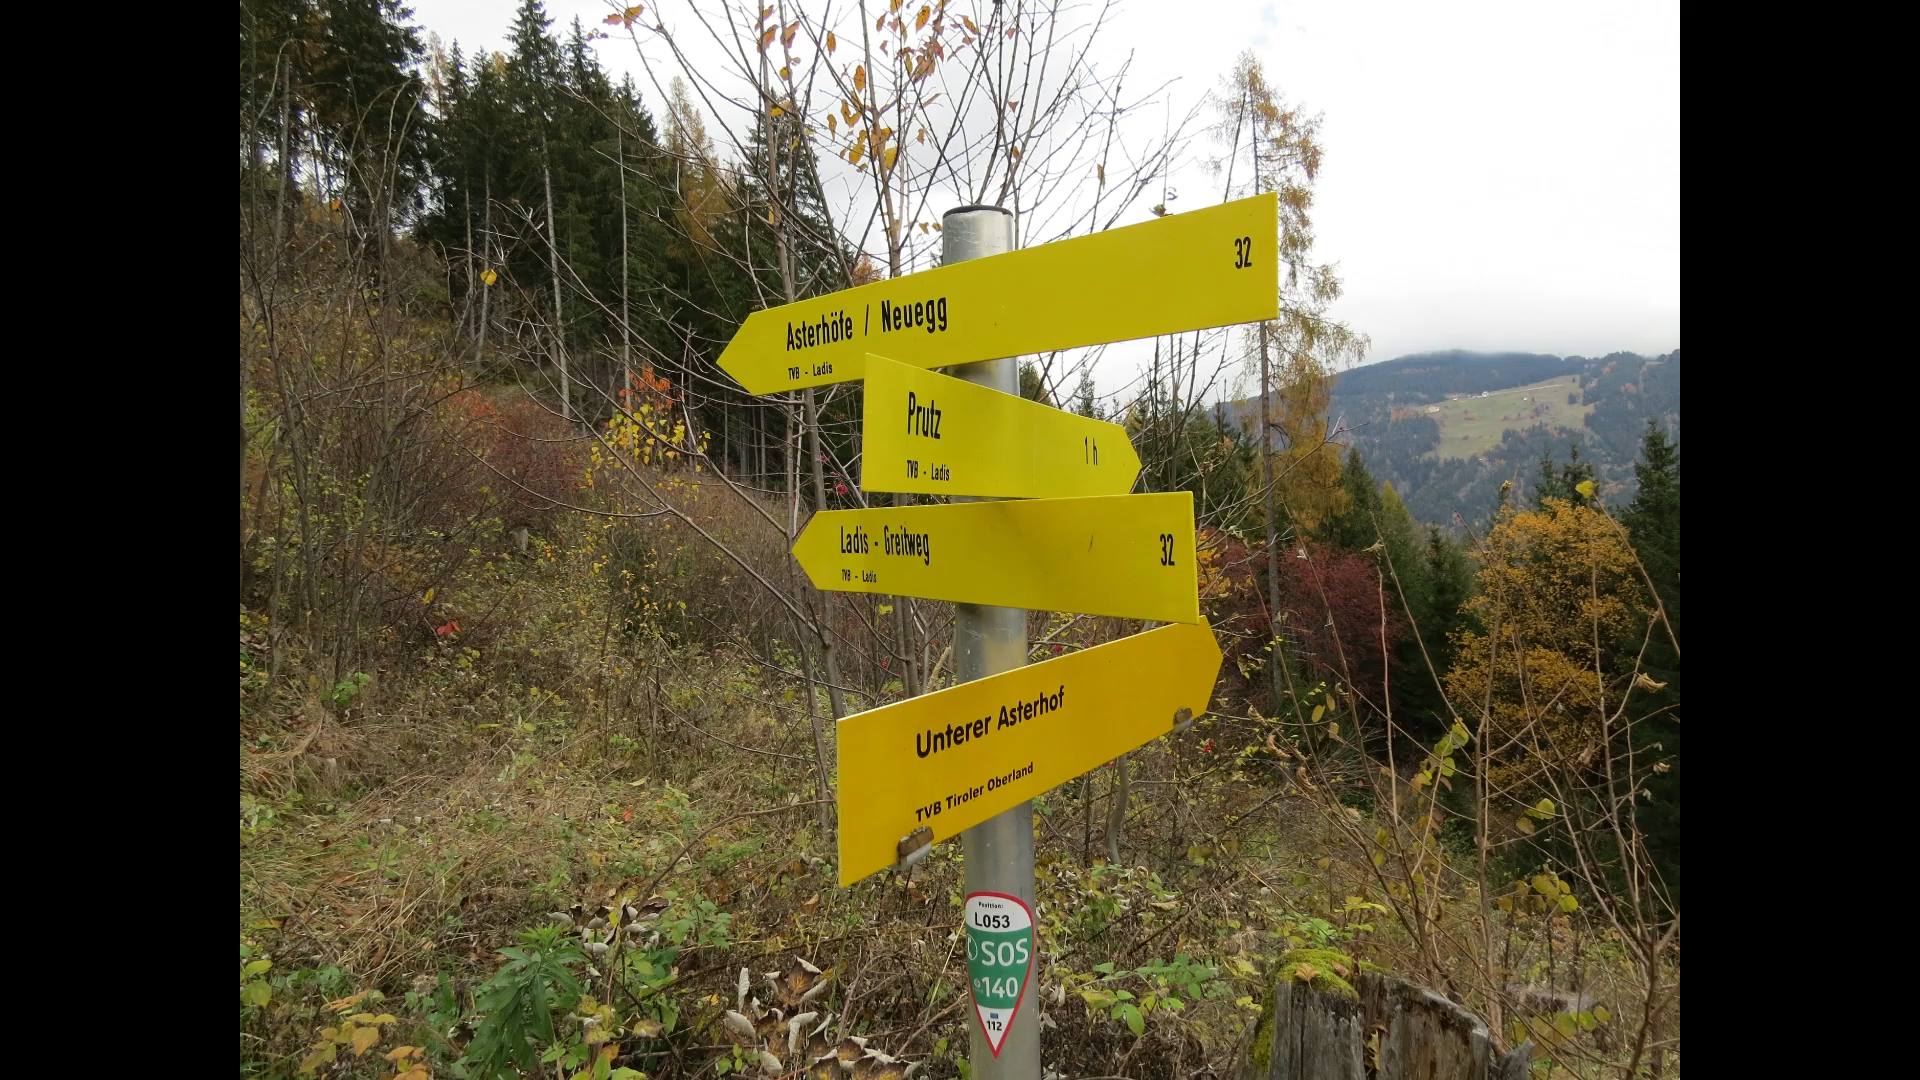 Asterhöfe / Neuegg 32
TVB - Ladis
Prutz 1 h
TVB - Ladis
Ladis - Greitweg 32
TVB - Ladis
Unterer Asterhof
TVB Tiroler Oberland
Position:
L053
SOS
140
112